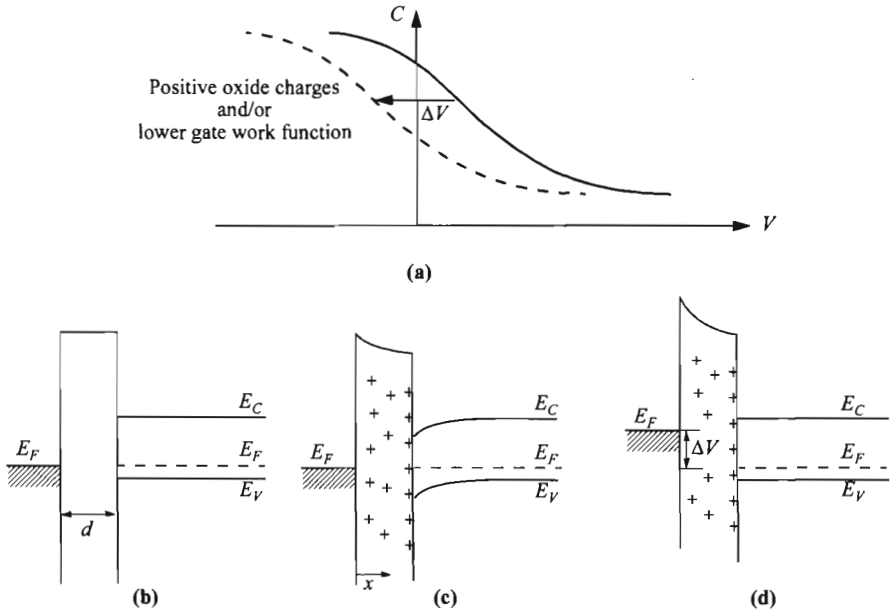 C
Positive oxide charges
and/or
lower gate work function
ΔV
V
(a)
E_C
E_F
E_F
E_V
d
(b)
E_C
E_F
E_F
E_V
x
(c)
E_C
E_F
ΔV
E_F
E_V
(d)